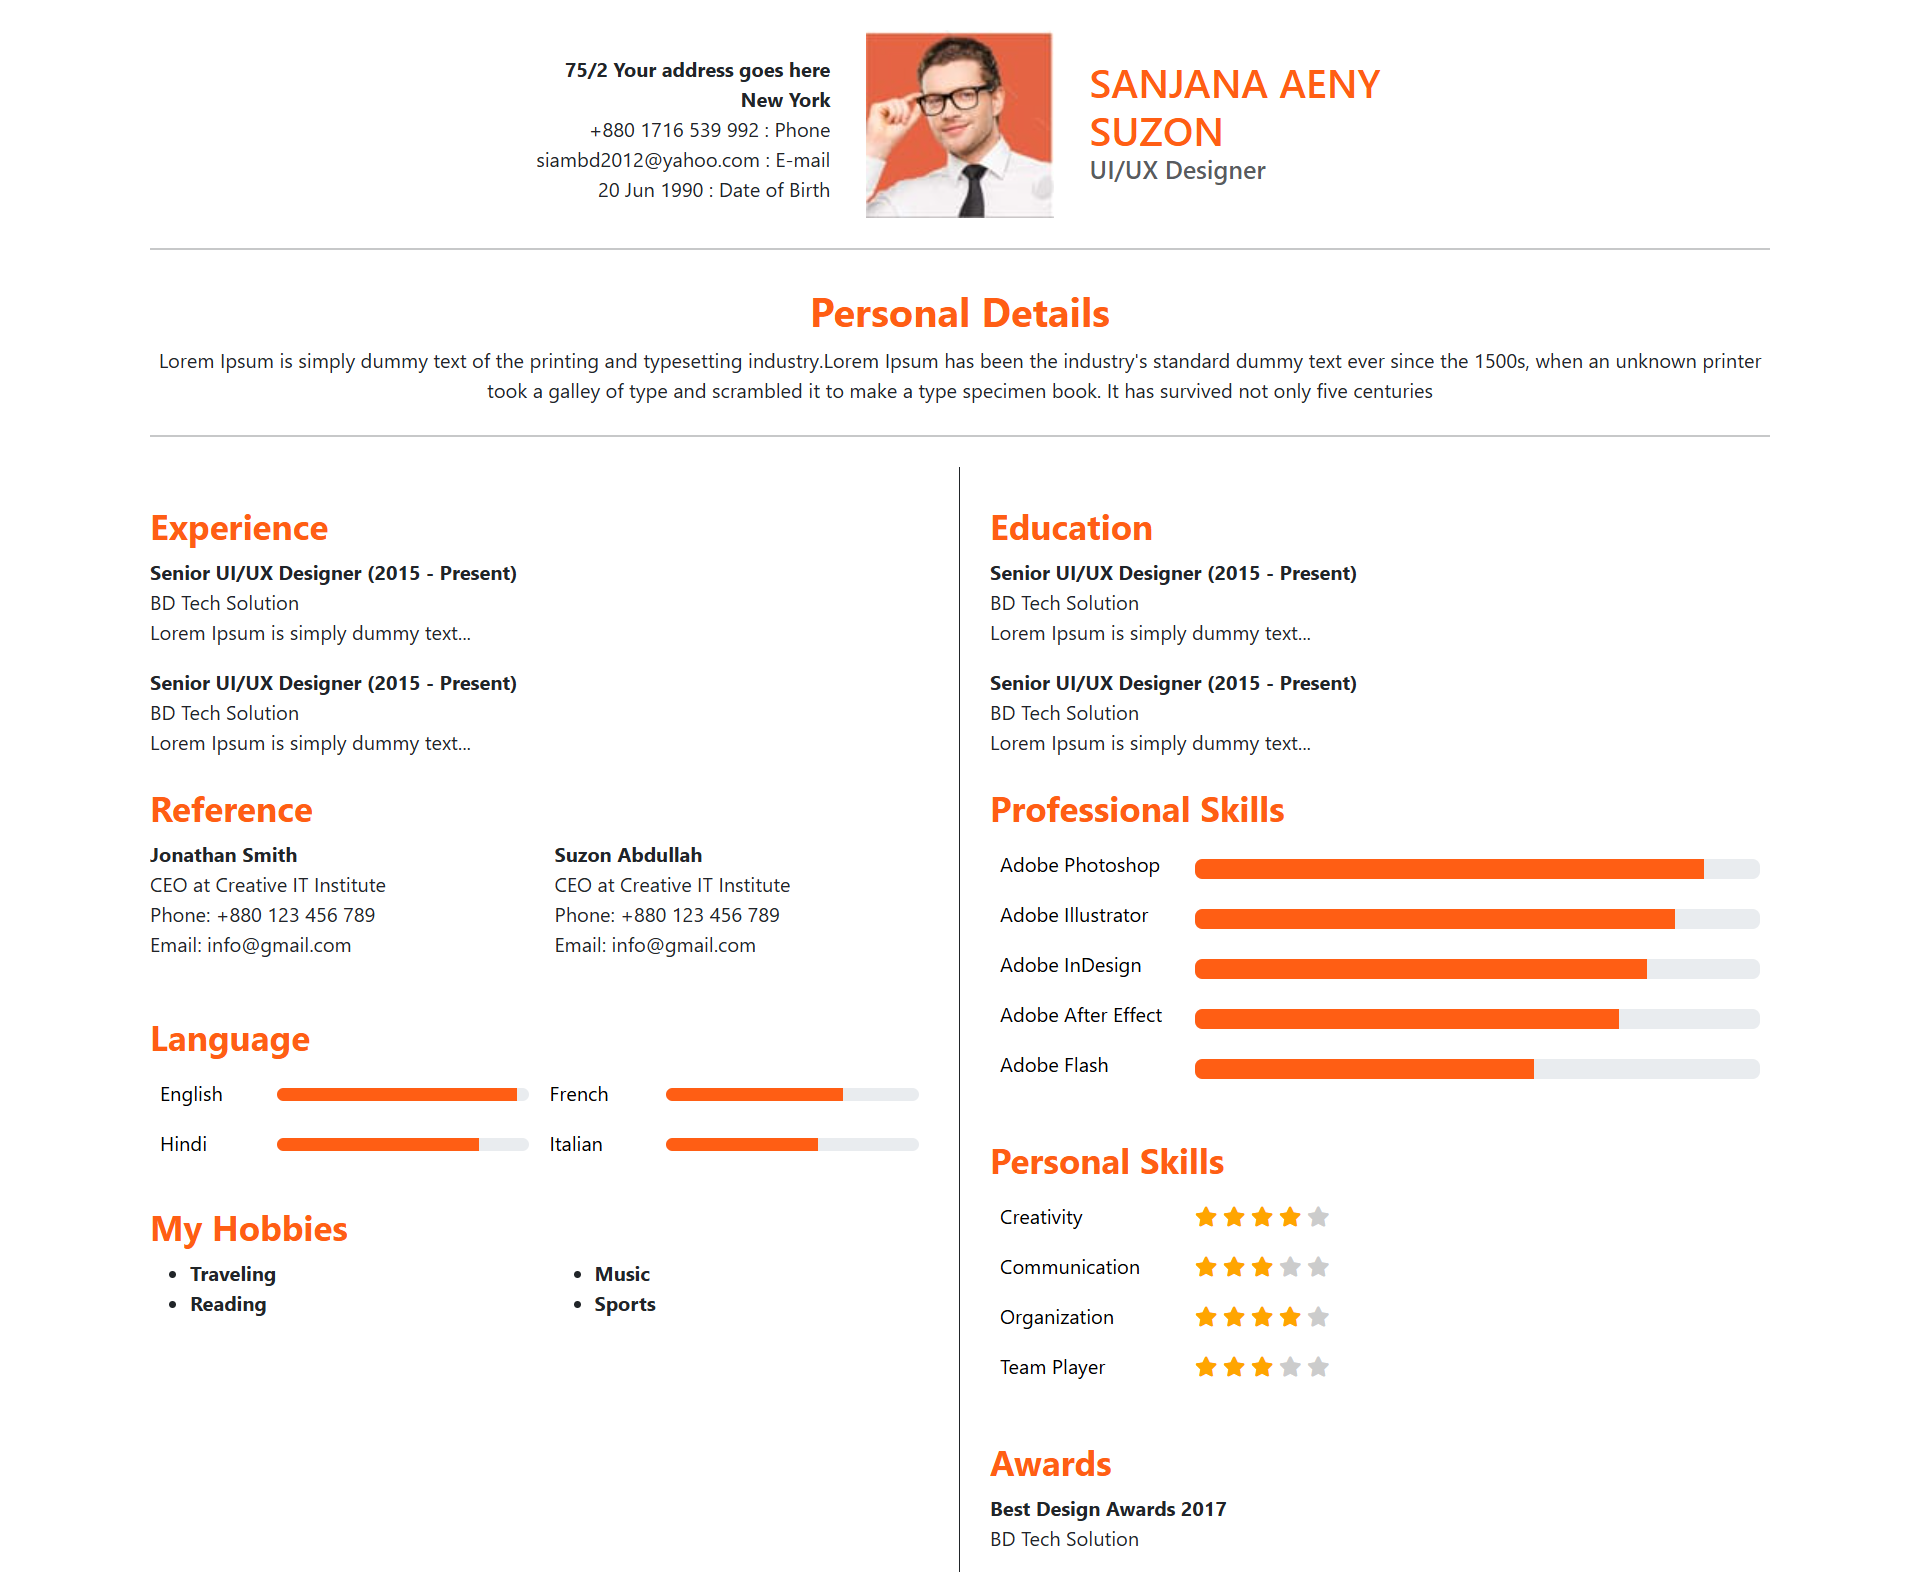 75/2 Your address goes here
New York
+880 1716 539 992 : Phone
siambd2012@yahoo.com : E-mail
20 Jun 1990 : Date of Birth
SANJANA AENY
SUZON
UI/UX Designer
Personal Details
Lorem Ipsum is simply dummy text of the printing and typesetting industry.Lorem Ipsum has been the industry's standard dummy text ever since the 1500s, when an unknown printer
took a galley of type and scrambled it to make a type specimen book. It has survived not only five centuries
Experience
Senior UI/UX Designer (2015 - Present)
BD Tech Solution
Lorem Ipsum is simply dummy text...
Senior UI/UX Designer (2015 - Present)
BD Tech Solution
Lorem Ipsum is simply dummy text...
Reference
Jonathan Smith
CEO at Creative IT Institute
Phone: +880 123 456 789
Email: info@gmail.com
Suzon Abdullah
CEO at Creative IT Institute
Phone: +880 123 456 789
Email: info@gmail.com
Language
English
French
Hindi
Italian
My Hobbies
• Traveling
• Reading
• Music
• Sports
Education
Senior UI/UX Designer (2015 - Present)
BD Tech Solution
Lorem Ipsum is simply dummy text...
Senior UI/UX Designer (2015 - Present)
BD Tech Solution
Lorem Ipsum is simply dummy text...
Professional Skills
Adobe Photoshop
Adobe Illustrator
Adobe InDesign
Adobe After Effect
Adobe Flash
Personal Skills
Creativity
Communication
Organization
Team Player
Awards
Best Design Awards 2017
BD Tech Solution